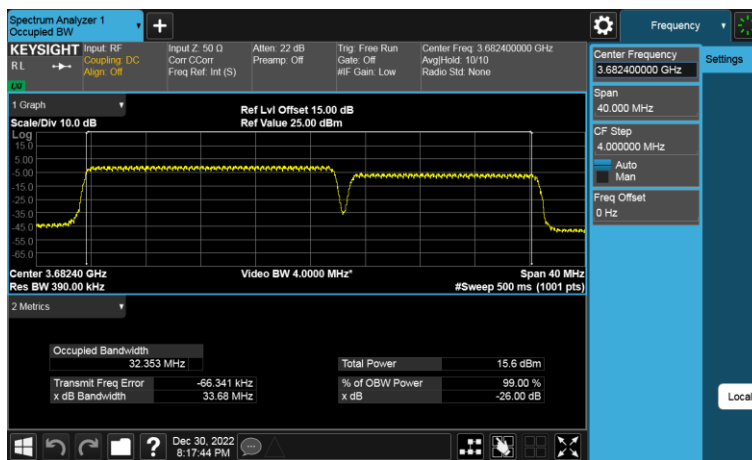 Spectrum Analyzer 1
Occupied BW
+
Frequency
KEYSIGHT
RL
LXI
Input: RF
Coupling: DC
Align: Off
Input Z: 50 Ω
Corr CCorr
Freq Ref: Int (S)
Atten: 22 dB
Preamp: Off
Trig: Free Run
Gate: Off
#IF Gain: Low
Center Freq: 3.682400000 GHz
Avg|Hold: 10/10
Radio Std: None
Center Frequency
3.682400000 GHz
Settings
Span
40.000 MHz
CF Step
4.000000 MHz
Auto
Man
Freq Offset
0 Hz
1 Graph
Scale/Div 10.0 dB
Ref Lvl Offset 15.00 dB
Ref Value 25.00 dBm
Log
15.0
5.00
-5.00
-15.0
-25.0
-35.0
-45.0
-55.0
-65.0
Center 3.68240 GHz
Res BW 390.00 kHz
Video BW 4.0000 MHz*
Span 40 MHz
#Sweep 500 ms (1001 pts)
2 Metrics
Occupied Bandwidth
32.353 MHz
Total Power 15.6 dBm
Transmit Freq Error -66.341 kHz
% of OBW Power 99.00 %
x dB Bandwidth 33.68 MHz
x dB -26.00 dB
Local
?
Dec 30, 2022
8:17:44 PM